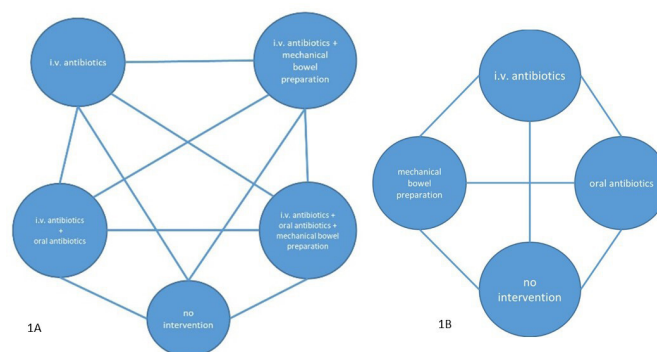 i.v. antibiotics
i.v. antibiotics +
mechanical
bowel
preparation
i.v. antibiotics
+
oral antibiotics
i.v. antibiotics +
oral antibiotics +
mechanical bowel
preparation
no
intervention
1A
i.v. antibiotics
mechanical
bowel
preparation
oral antibiotics
no
intervention
1B